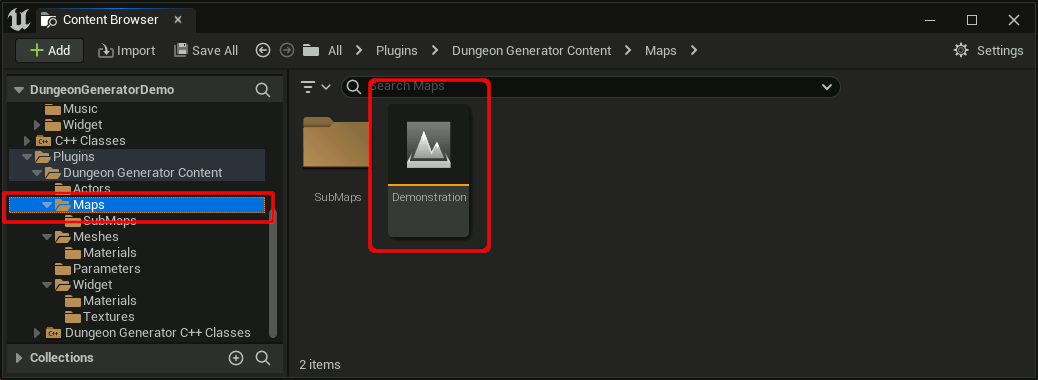 Content Browser
Add Import Save All All Plugins Dungeon Generator Content Maps Settings
DungeonGeneratorDemo
Search Maps
Music
Widget
C++ Classes
Plugins
Dungeon Generator Content
Actors
Maps
SubMaps
Meshes
Materials
Parameters
Widget
Materials
Textures
Dungeon Generator C++ Classes
Collections
SubMaps
Demonstration
2 items